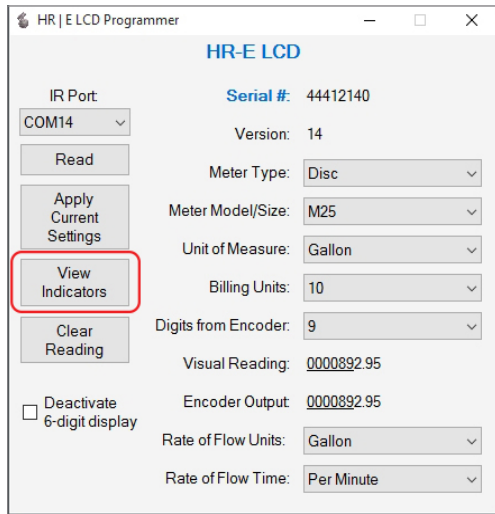 HR | E LCD Programmer
HR-E LCD
IR Port:
COM14
Read
Apply
Current
Settings
View
Indicators
Clear
Reading
Deactivate
6-digit display
Serial #: 44412140
Version: 14
Meter Type: Disc
Meter Model/Size: M25
Unit of Measure: Gallon
Billing Units: 10
Digits from Encoder: 9
Visual Reading: 0000892.95
Encoder Output: 0000892.95
Rate of Flow Units: Gallon
Rate of Flow Time: Per Minute